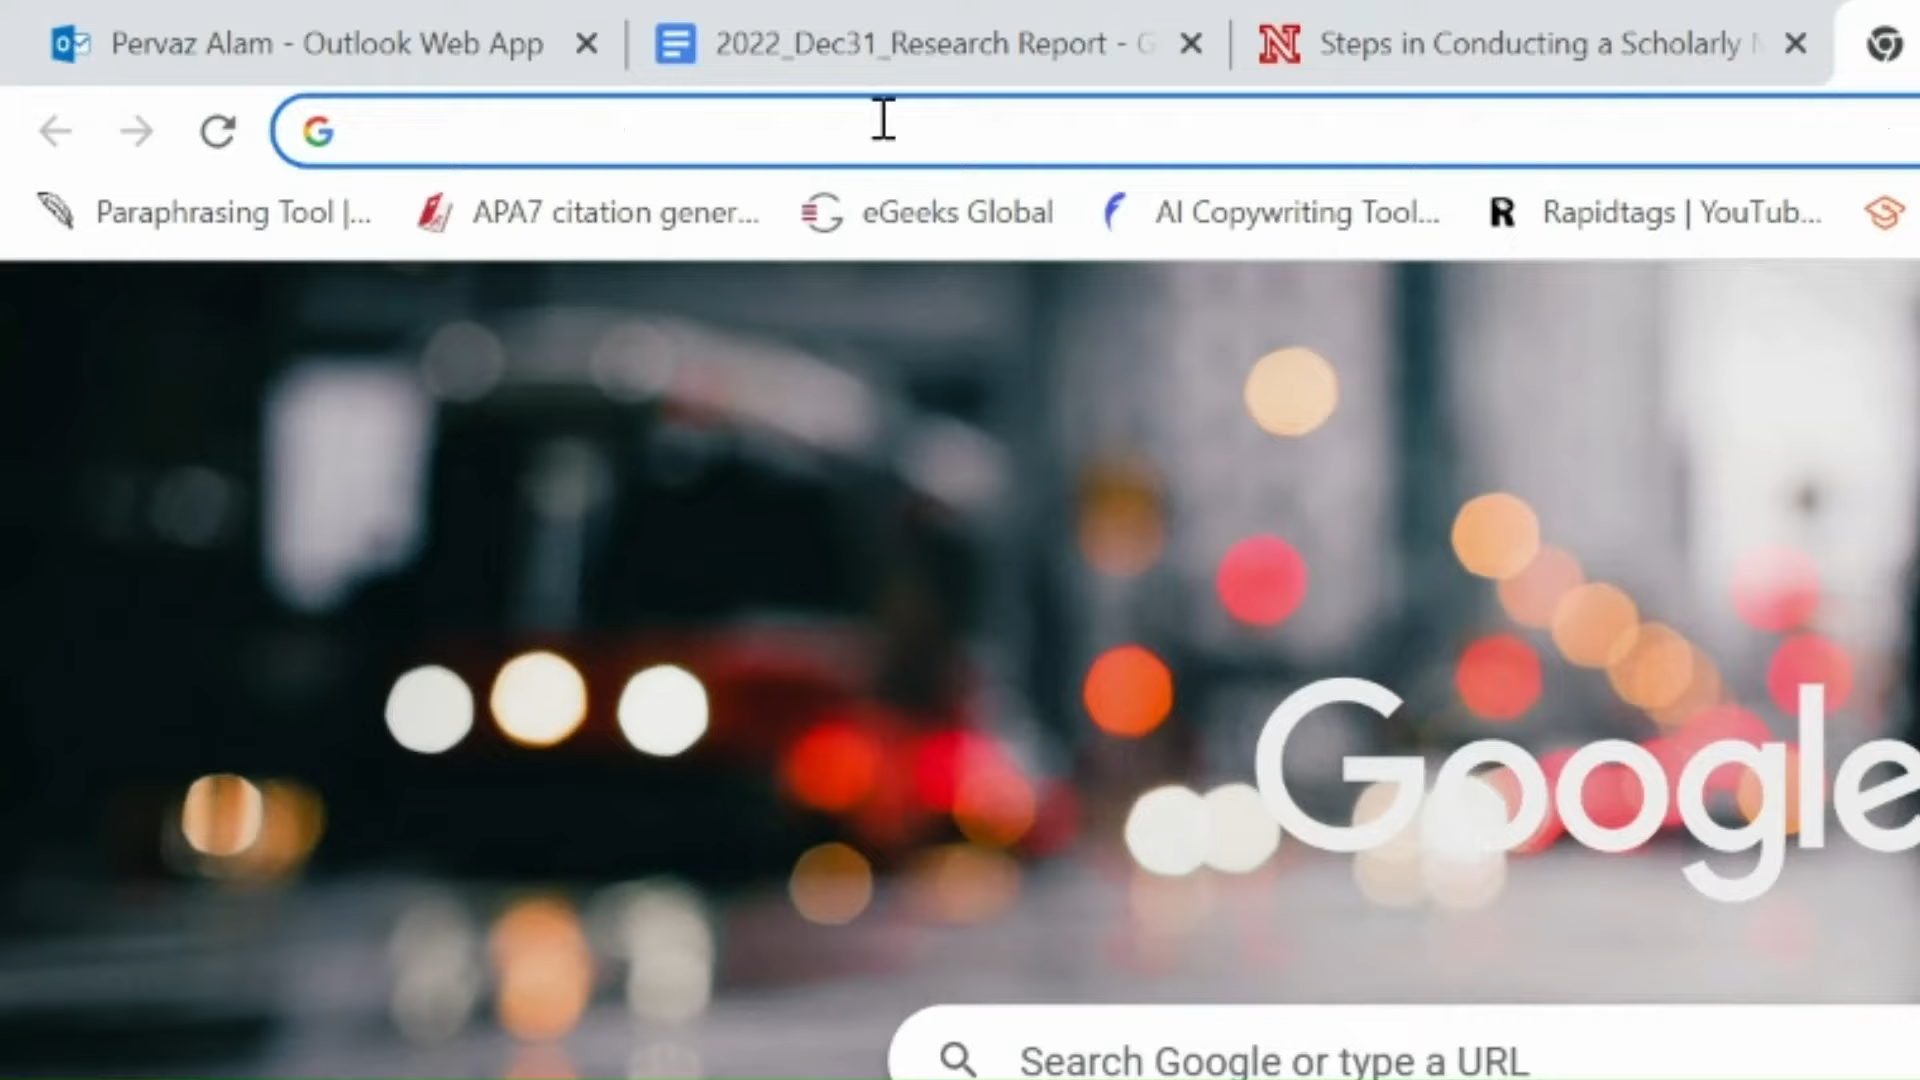 Pervaz Alam - Outlook Web App
2022_Dec31_Research Report - G
Steps in Conducting a Scholarly
Paraphrasing Tool |...
APA7 citation gener...
eGeeks Global
AI Copywriting Tool...
Rapidtags | YouTub...
Google
Search Google or type a URL